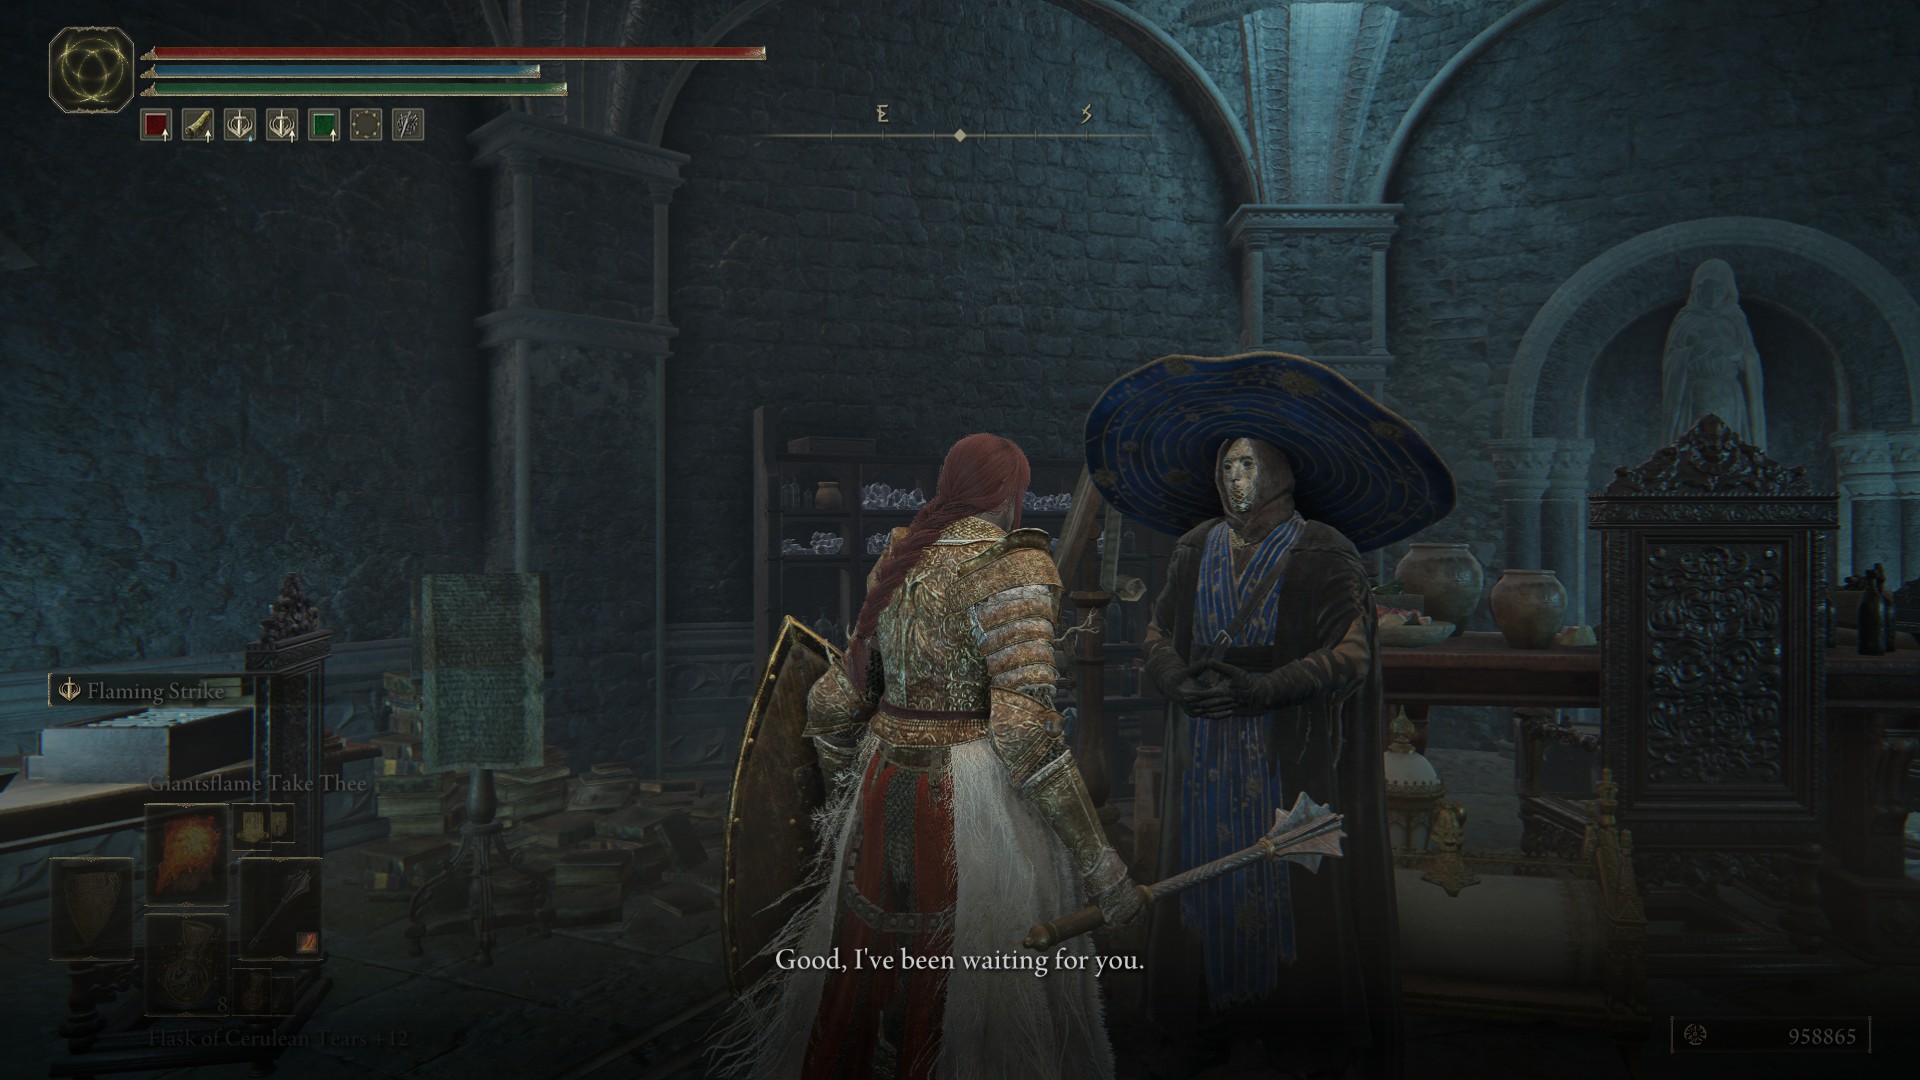 E S
Flaming Strike
Giantsflame Take Thee
8
Good, I've been waiting for you.
Flask of Cerulean Tears +12
958865